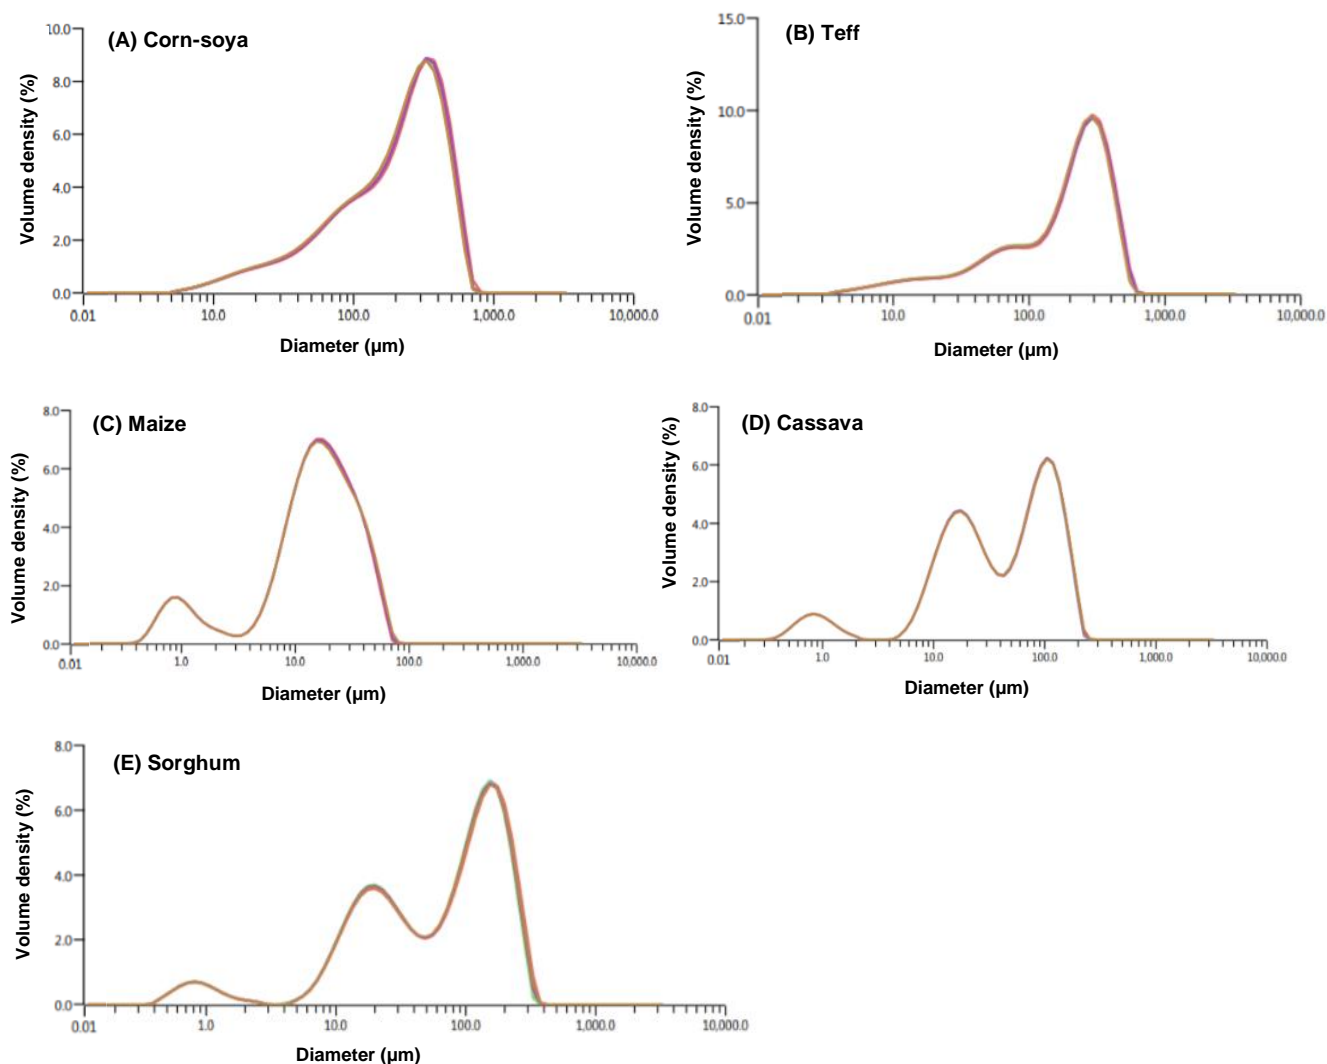 (A) Corn-soya
10.0
8.0
6.0
4.0
2.0
0.0
Volume density (%)
0.01 10.0 100.0 1,000.0 10,000.0
Diameter (µm)
(B) Teff
15.0
10.0
5.0
0.0
Volume density (%)
0.01 10.0 100.0 1,000.0 10,000.0
Diameter (µm)
(C) Maize
8.0
6.0
4.0
2.0
0.0
Volume density (%)
0.01 1.0 10.0 100.0 1,000.0 10,000.0
Diameter (µm)
(D) Cassava
8.0
6.0
4.0
2.0
0.0
Volume density (%)
0.01 1.0 10.0 100.0 1,000.0 10,000.0
Diameter (µm)
(E) Sorghum
8.0
6.0
4.0
2.0
0.0
Volume density (%)
0.01 1.0 10.0 100.0 1,000.0 10,000.0
Diameter (µm)